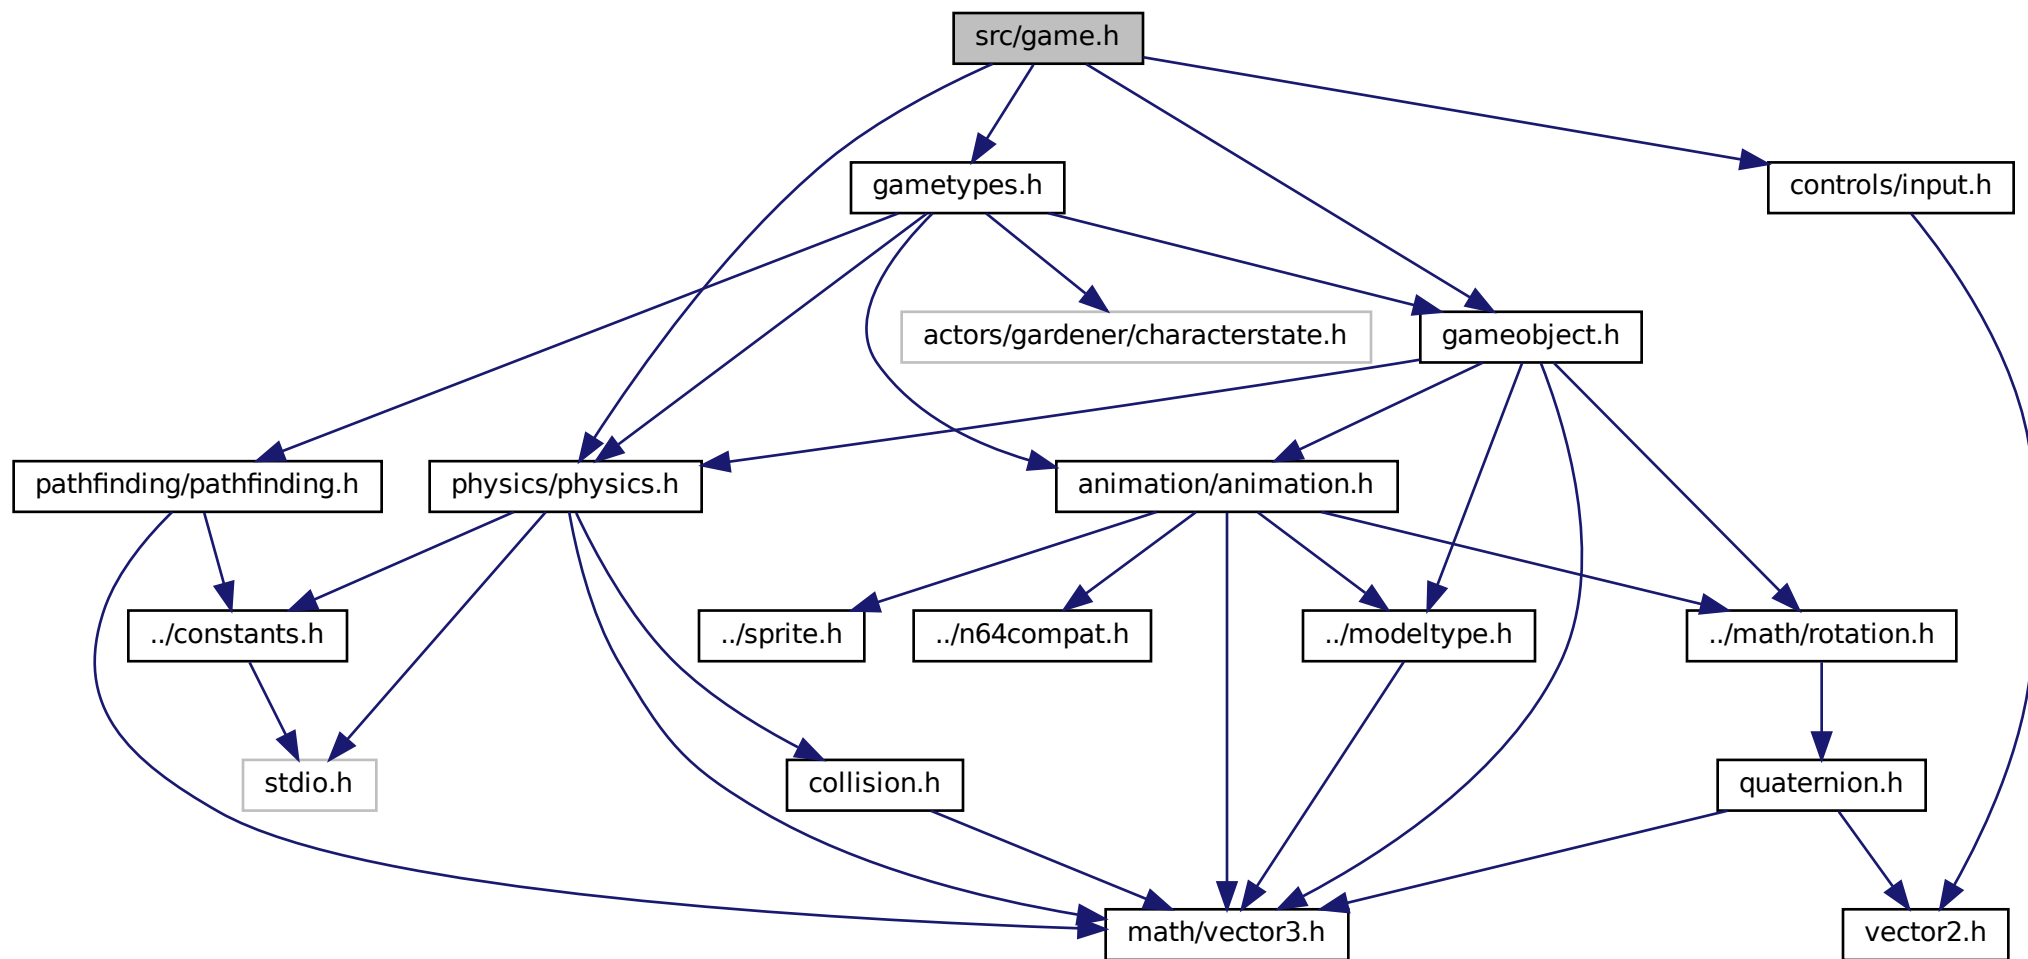 src/game.h
gametypes.h
controls/input.h
actors/gardener/characterstate.h
gameobject.h
pathfinding/pathfinding.h
physics/physics.h
animation/animation.h
../constants.h
../sprite.h
../n64compat.h
../modeltype.h
../math/rotation.h
stdio.h
collision.h
quaternion.h
math/vector3.h
vector2.h